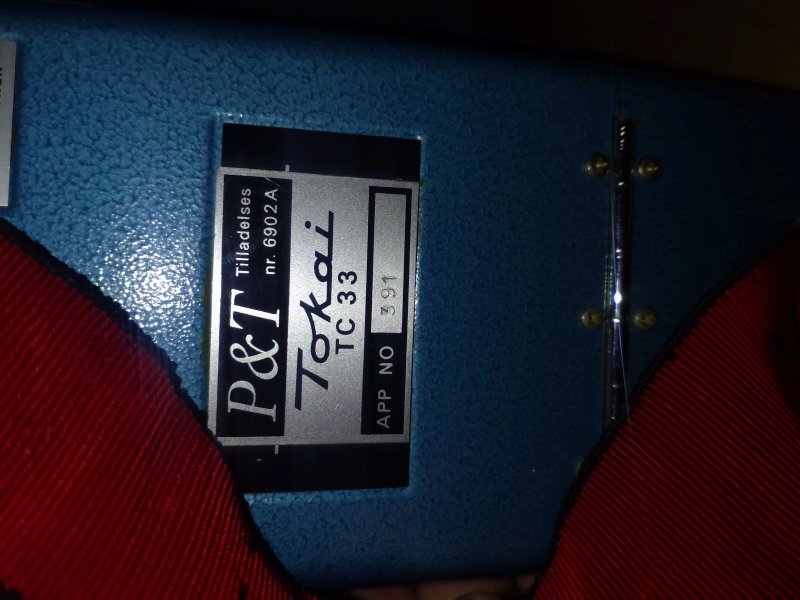 P&T Tilladelses
nr. 6902A/
Tokai
TC 33
APP NO 391